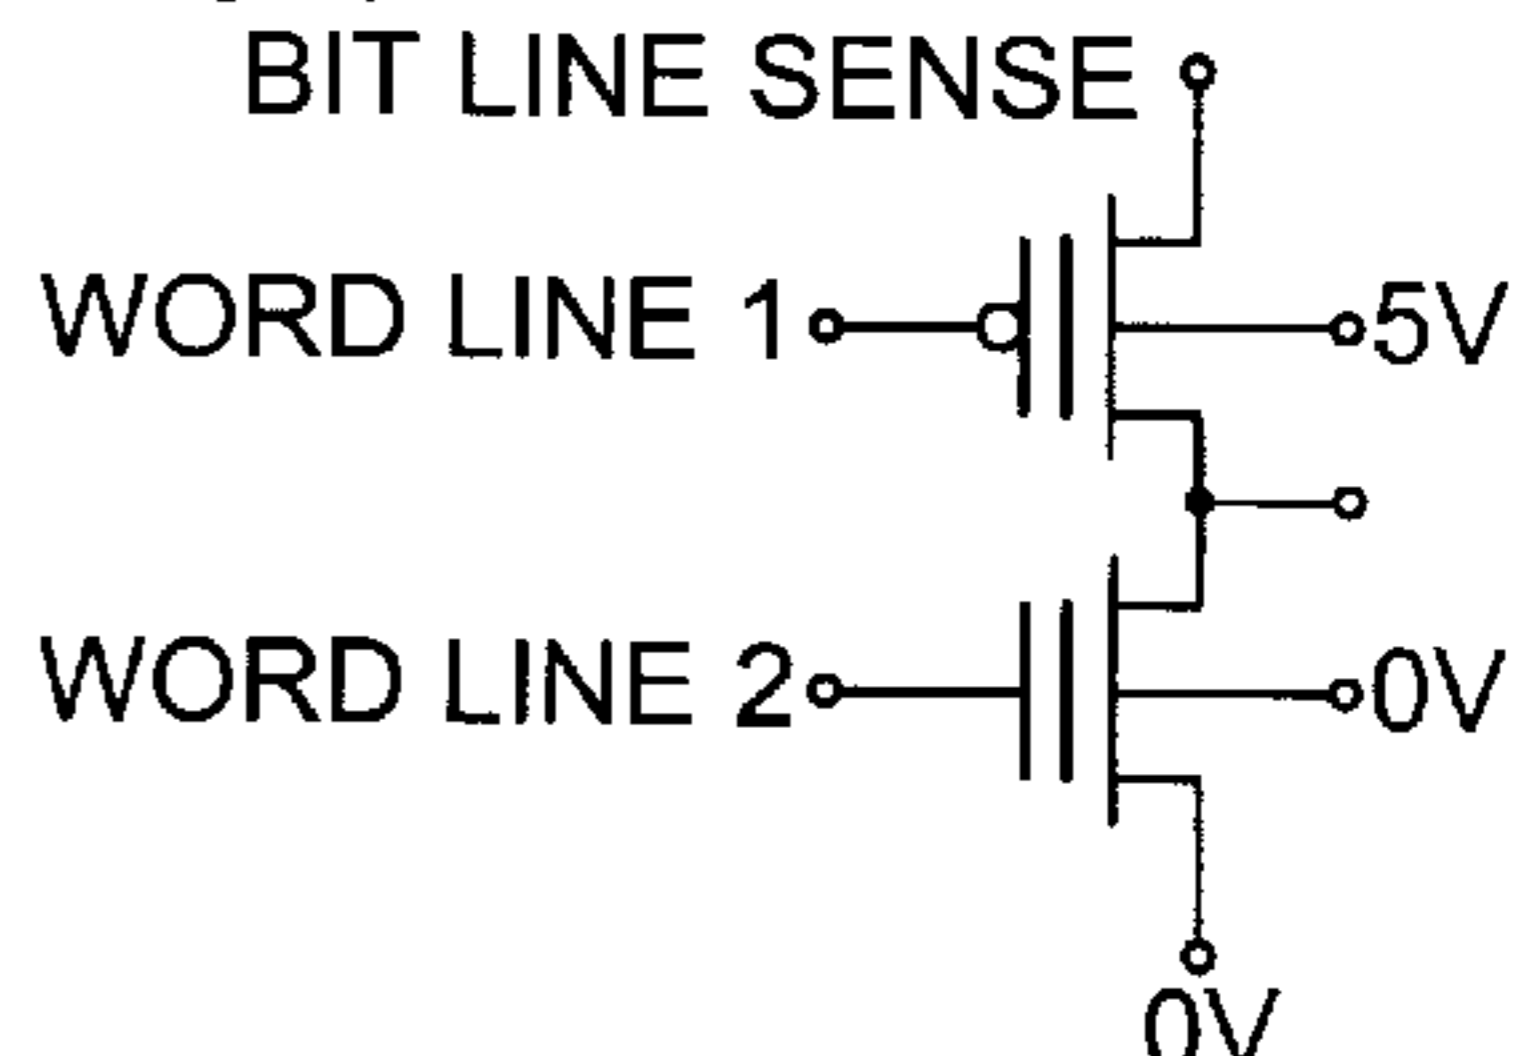 BIT LINE SENSE
WORD LINE 1
5V
WORD LINE 2
0V
0V